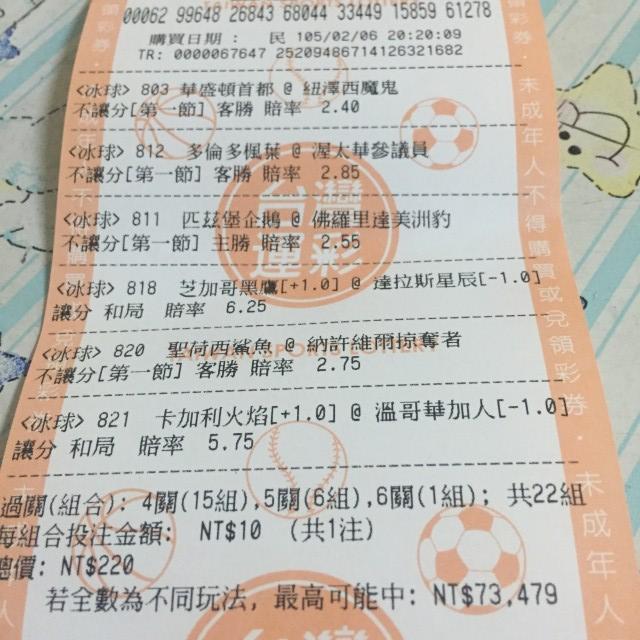 00062 99648 26843 68044 33449 15859 61278
購買日期: 民 105/02/06 20:20:09
TR: 0000067647 25209486714126321682
<冰球> 803 華盛頓首都 @ 紐澤西魔鬼
不讓分[第一節] 客勝 賠率 2.40
<冰球> 812 多倫多楓葉 @ 渥太華參議員
不讓分[第一節] 客勝 賠率 2.85
<冰球> 811 匹茲堡企鵝 @ 佛羅里達美洲豹
不讓分[第一節] 主勝 賠率 2.55
<冰球> 818 芝加哥黑鷹[+1.0] @ 達拉斯星辰[-1.0]
讓分 和局 賠率 6.25
<冰球> 820 聖荷西鯊魚 @ 納許維爾掠奪者
不讓分[第一節] 客勝 賠率 2.75
<冰球> 821 卡加利火焰[+1.0] @ 溫哥華加人[-1.0]
讓分 和局 賠率 5.75
過關(組合): 4關(15組),5關(6組),6關(1組); 共22組
每組合投注金額: NT$10 (共1注)
總價: NT$220
若全數為不同玩法, 最高可能中: NT$73,479
台灣
運彩
領彩券·未成年人不得購買或兌領彩券·未成年人